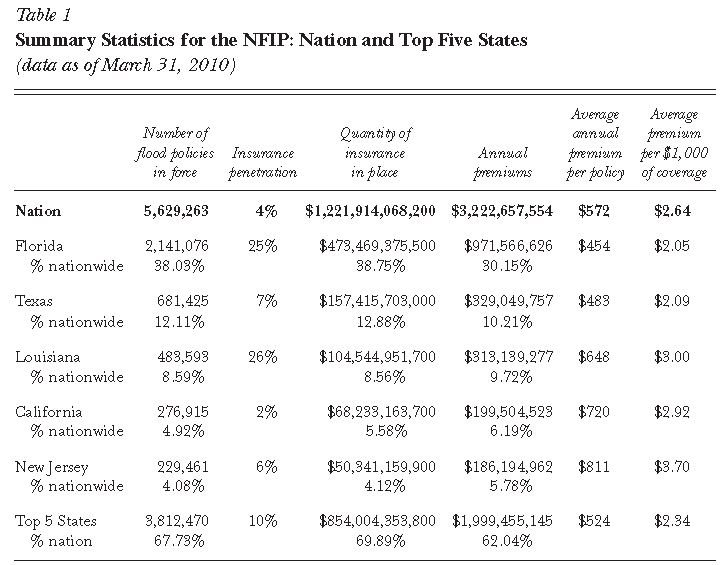 Table 1
Summary Statistics for the NFIP: Nation and Top Five States
(data as of March 31, 2010)
Number of flood policies in force Insurance penetration Quantity of insurance in place Annual premiums Average annual premium per policy Average premium per $1,000 of coverage
Nation 5,629,263 4% $1,221,914,068,200 $3,222,657,554 $572 $2.64
Florida 2,141,076 25% $473,469,375,500 $971,566,626 $454 $2.05
% nationwide 38.03% 38.75% 30.15%
Texas 681,425 7% $157,415,703,000 $329,049,757 $483 $2.09
% nationwide 12.11% 12.88% 10.21%
Louisiana 483,593 26% $104,544,951,700 $313,139,277 $648 $3.00
% nationwide 8.59% 8.56% 9.72%
California 276,915 2% $68,233,163,700 $199,504,523 $720 $2.92
% nationwide 4.92% 5.58% 6.19%
New Jersey 229,461 6% $50,341,159,900 $186,194,962 $811 $3.70
% nationwide 4.08% 4.12% 5.78%
Top 5 States 3,812,470 10% $854,004,353,800 $1,999,455,145 $524 $2.34
% nation 67.73% 69.89% 62.04%